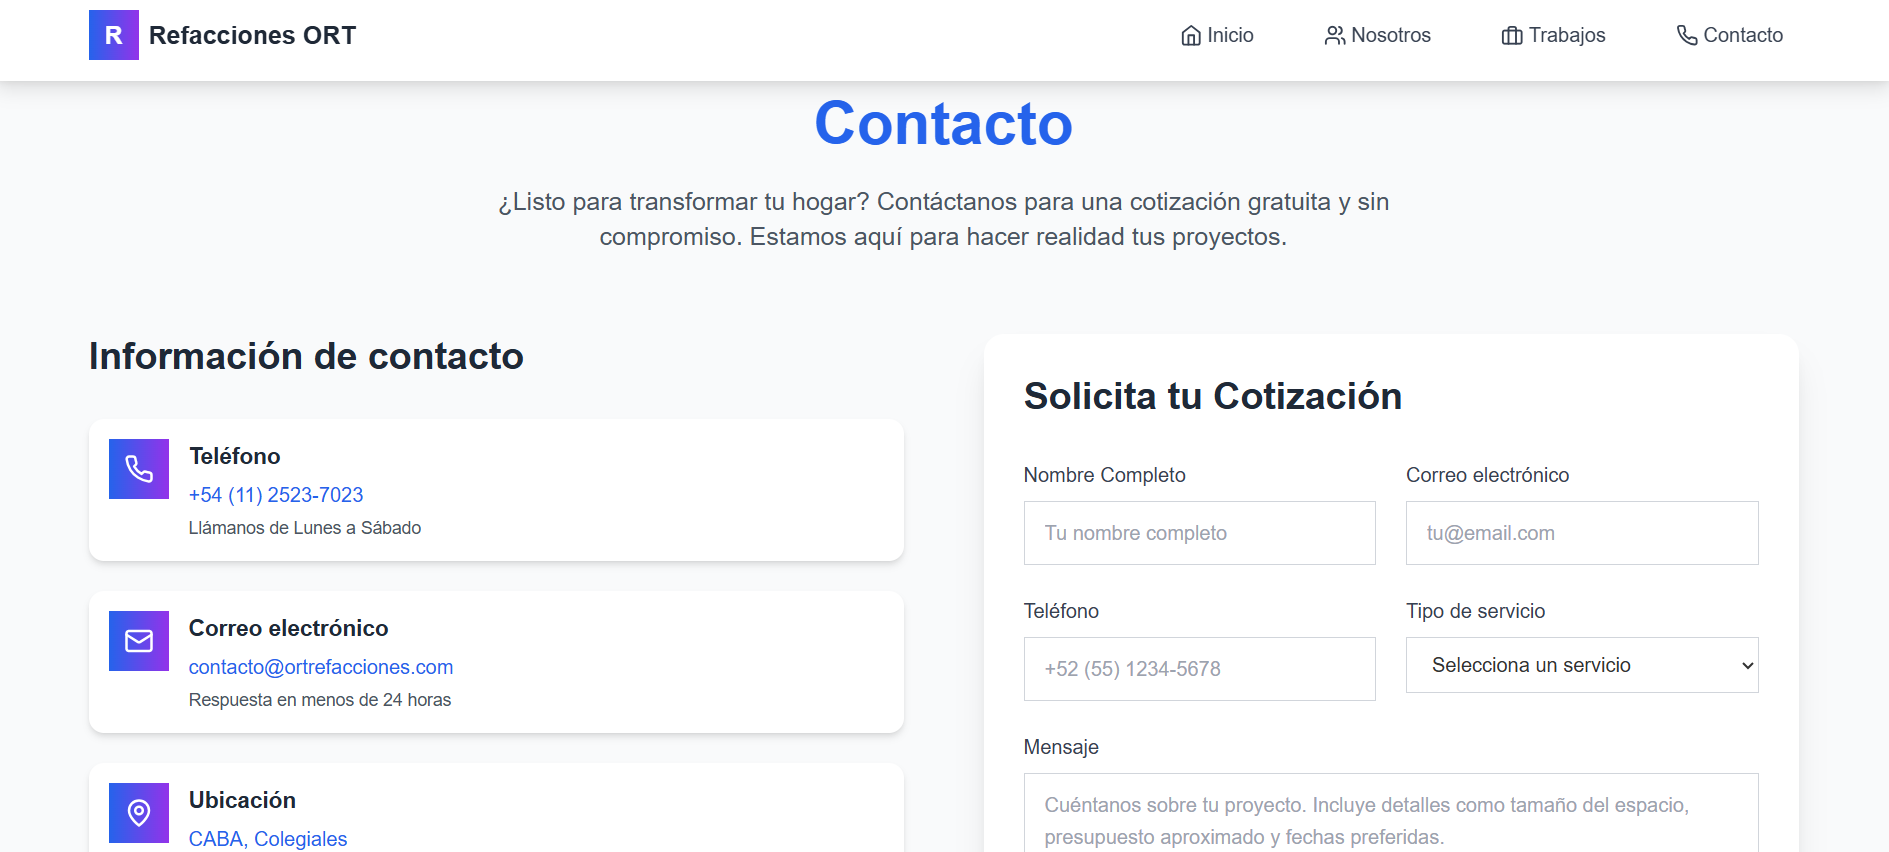 R Refacciones ORT
Inicio
Nosotros
Trabajos
Contacto
Contacto
¿Listo para transformar tu hogar? Contáctanos para una cotización gratuita y sin
compromiso. Estamos aquí para hacer realidad tus proyectos.
Información de contacto
Teléfono
+54 (11) 2523-7023
Llámanos de Lunes a Sábado
Correo electrónico
contacto@ortrefacciones.com
Respuesta en menos de 24 horas
Ubicación
CABA, Colegiales
Solicita tu Cotización
Nombre Completo
Tu nombre completo
Correo electrónico
tu@email.com
Teléfono
+52 (55) 1234-5678
Tipo de servicio
Selecciona un servicio
Mensaje
Cuéntanos sobre tu proyecto. Incluye detalles como tamaño del espacio,
presupuesto aproximado y fechas preferidas.